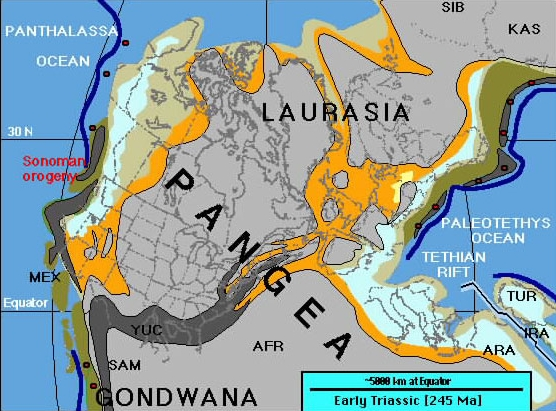 SIB
PANTHALASSA
OCEAN
KAS
LAURASIA
30 N
Sonoman
orogeny
PANGEA
PALEOTETHYS
OCEAN
TETHIAN
RIFT
MEX
TUR
Equator
YUC
IRA
AFR
ARA
SAM
GONDWANA
~5000 km at Equator
Early Triassic [245 Ma]